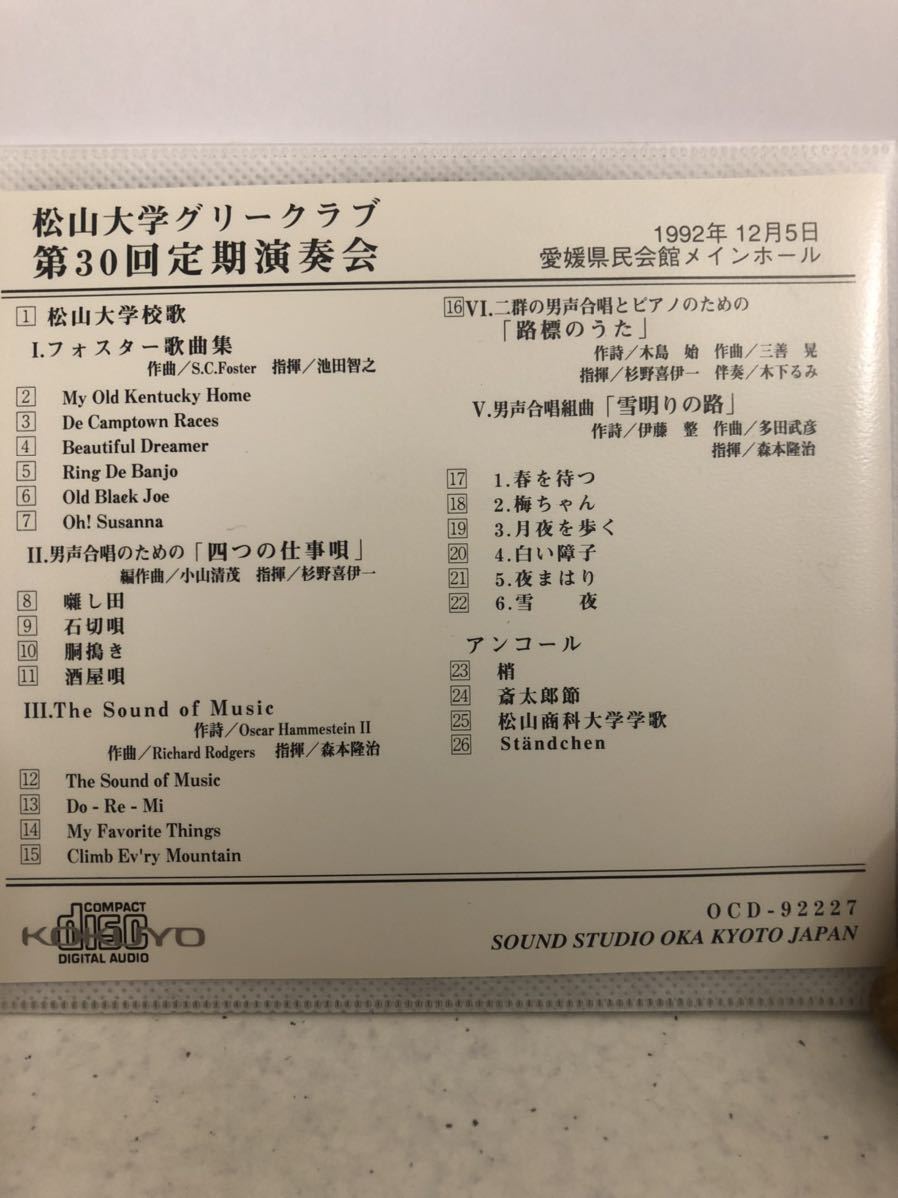 松山大学グリークラブ
第30回定期演奏会
1992年 12月5日
愛媛県民会館メインホール
1 松山大学校歌
I.フォスター歌曲集
作曲／S.C.Foster 指揮／池田智之
2 My Old Kentucky Home
3 De Camptown Races
4 Beautiful Dreamer
5 Ring De Banjo
6 Old Black Joe
7 Oh! Susanna
II.男声合唱のための「四つの仕事唄」
編作曲／小山清茂 指揮／杉野喜伊一
8 囃し田
9 石切唄
10 胴搗き
11 酒屋唄
III.The Sound of Music
作詩／Oscar Hammestein II
作曲／Richard Rodgers 指揮／森本隆治
12 The Sound of Music
13 Do - Re - Mi
14 My Favorite Things
15 Climb Ev'ry Mountain
16 VI.二群の男声合唱とピアノのための
「路標のうた」
作詩／木島 始 作曲／三善 晃
指揮／杉野喜伊一 伴奏／木下るみ
V.男声合唱組曲「雪明りの路」
作詩／伊藤 整 作曲／多田武彦
指揮／森本隆治
17 1.春を待つ
18 2.梅ちゃん
19 3.月夜を歩く
20 4.白い障子
21 5.夜まはり
22 6.雪 夜
アンコール
23 梢
24 斎太郎節
25 松山商科大学学歌
26 Ständchen
COMPACT
disc
DIGITAL AUDIO
KOKUYO
OCD-92227
SOUND STUDIO OKA KYOTO JAPAN